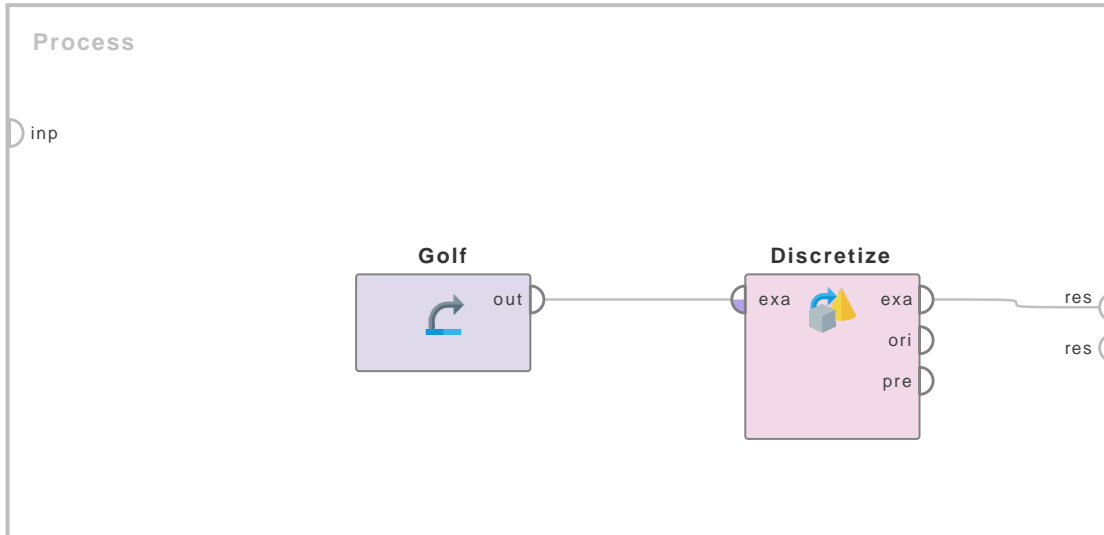 Process
inp
Golf
Discretize
out
exa
exa
res
ori
res
pre